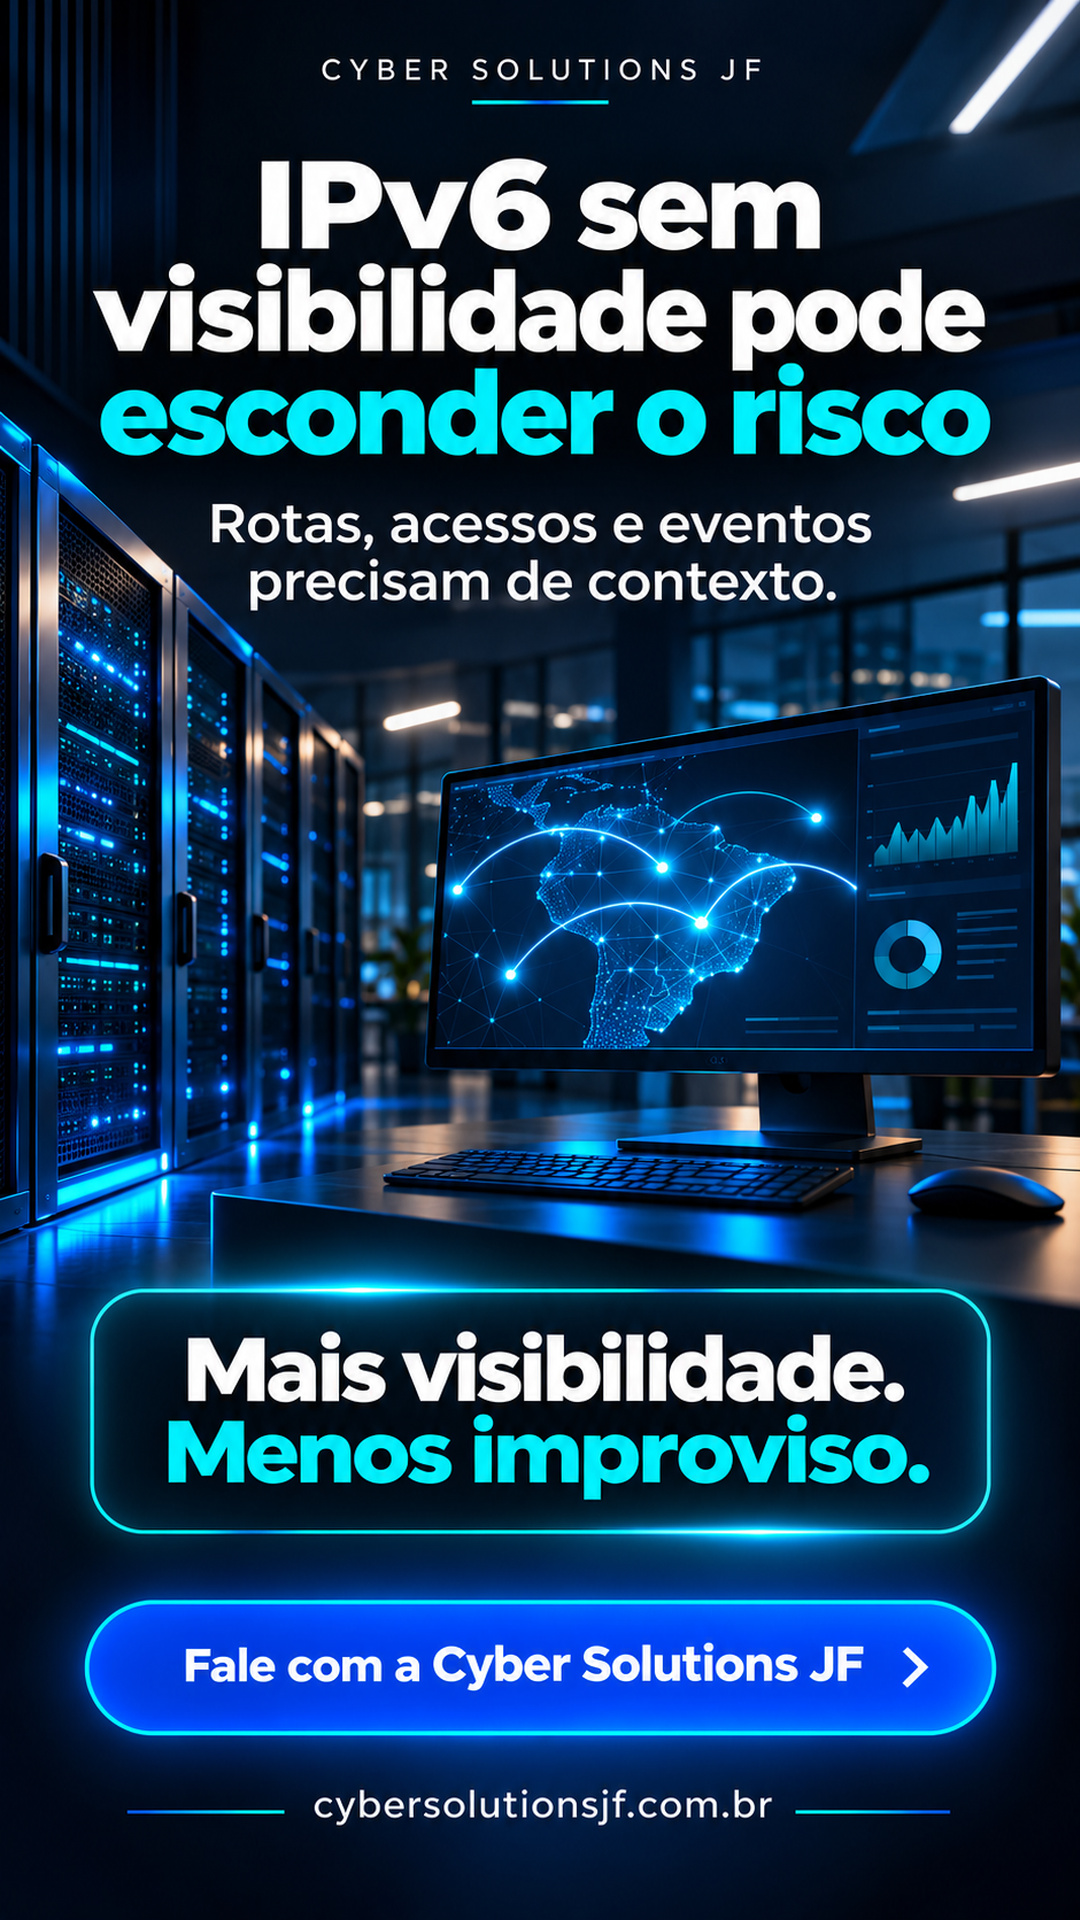 CYBER SOLUTIONS JF
IPv6 sem
visibilidade pode
esconder o risco
Rotas, acessos e eventos
precisam de contexto.
Mais visibilidade.
Menos improviso.
Fale com a Cyber Solutions JF
cybersolutionsjf.com.br